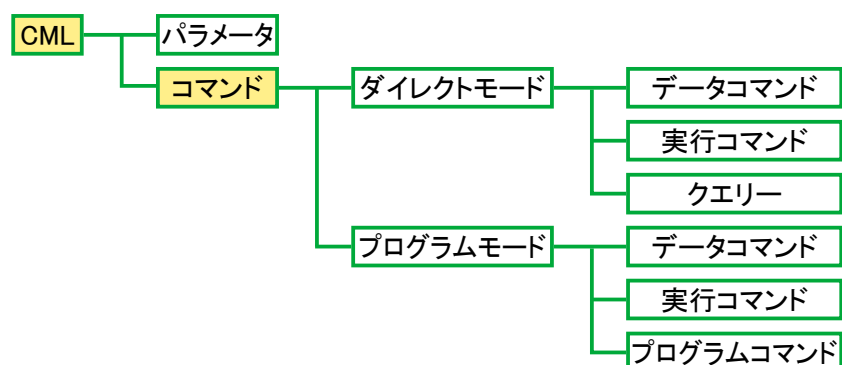 CML
パラメータ
コマンド
ダイレクトモード
データコマンド
実行コマンド
クエリー
プログラムモード
データコマンド
実行コマンド
プログラムコマンド